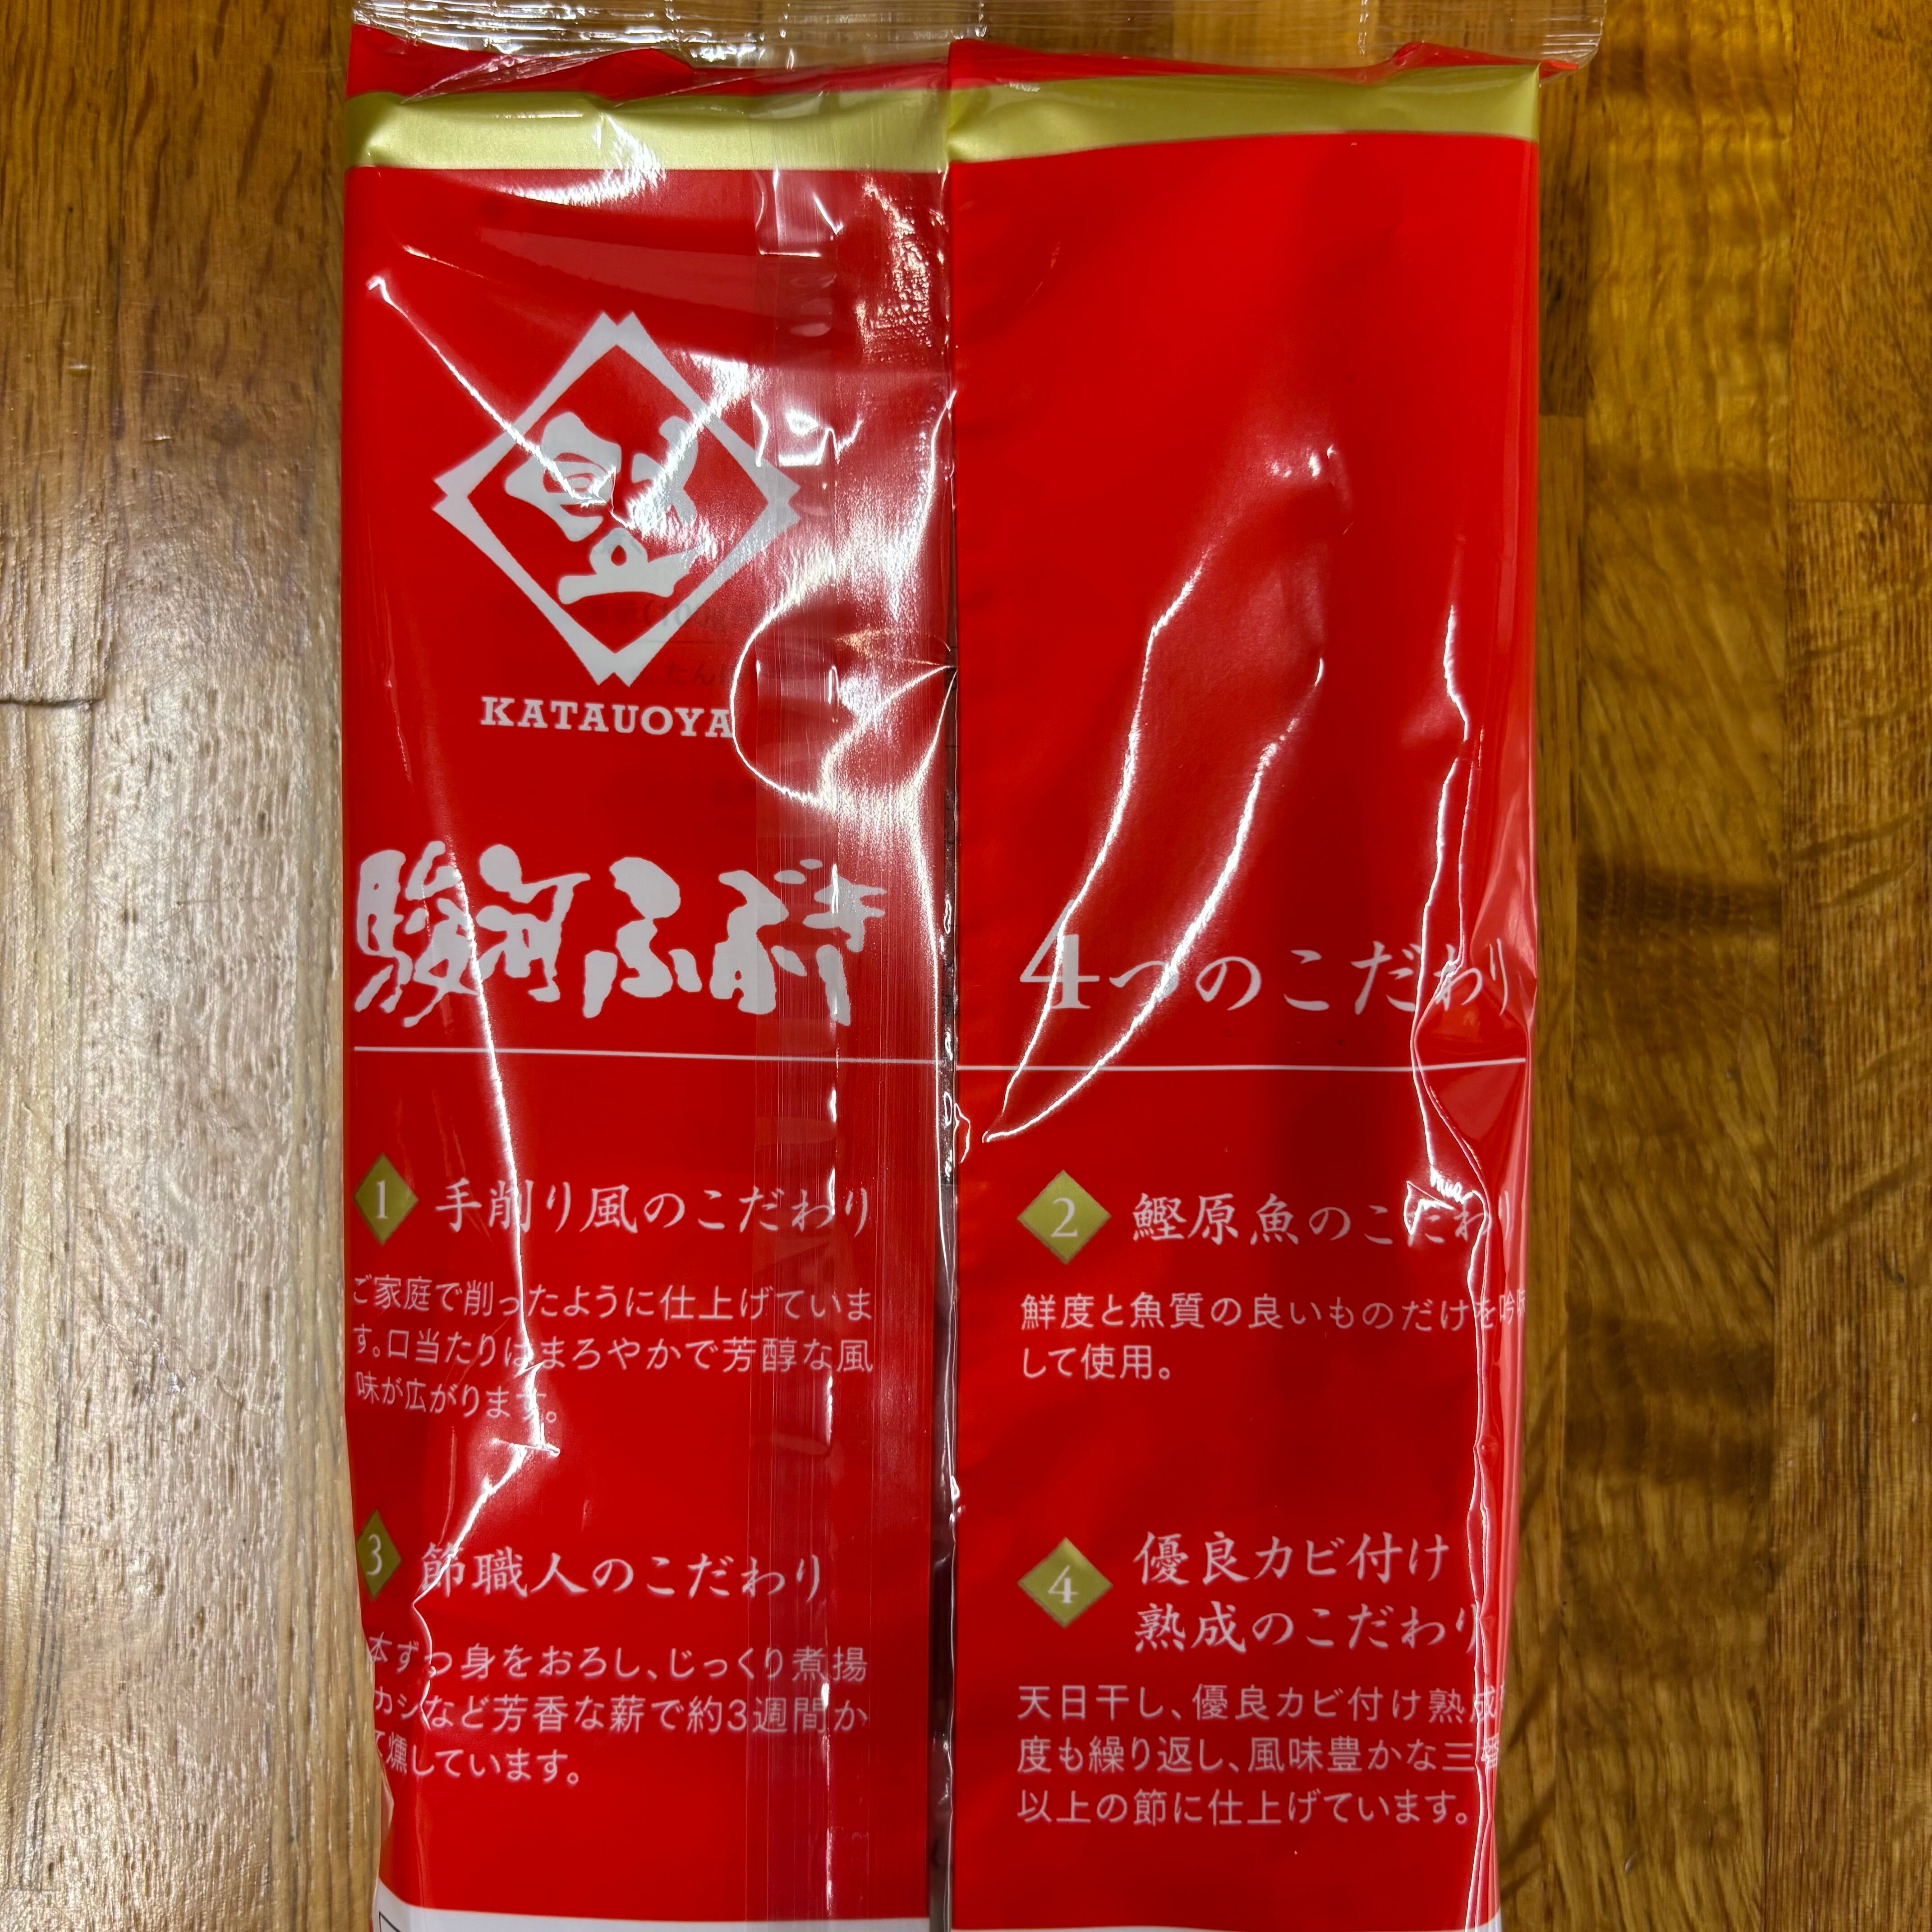 KATAUOYA
駿河ふぶき
4つのこだわり
1 手削り風のこだわり
ご家庭で削ったように仕上げていま
す。口当たりはまろやかで芳醇な風
味が広がります。
2 鰹原魚のこだわ
鮮度と魚質の良いものだけを吟味
して使用。
3 節職人のこだわり
本ずつ身をおろし、じっくり煮揚
カシなど芳香な薪で約3週間か
て燻しています。
4 優良カビ付け
熟成のこだわり
天日干し、優良カビ付け熟成
度も繰り返し、風味豊かな三番
以上の節に仕上げています。